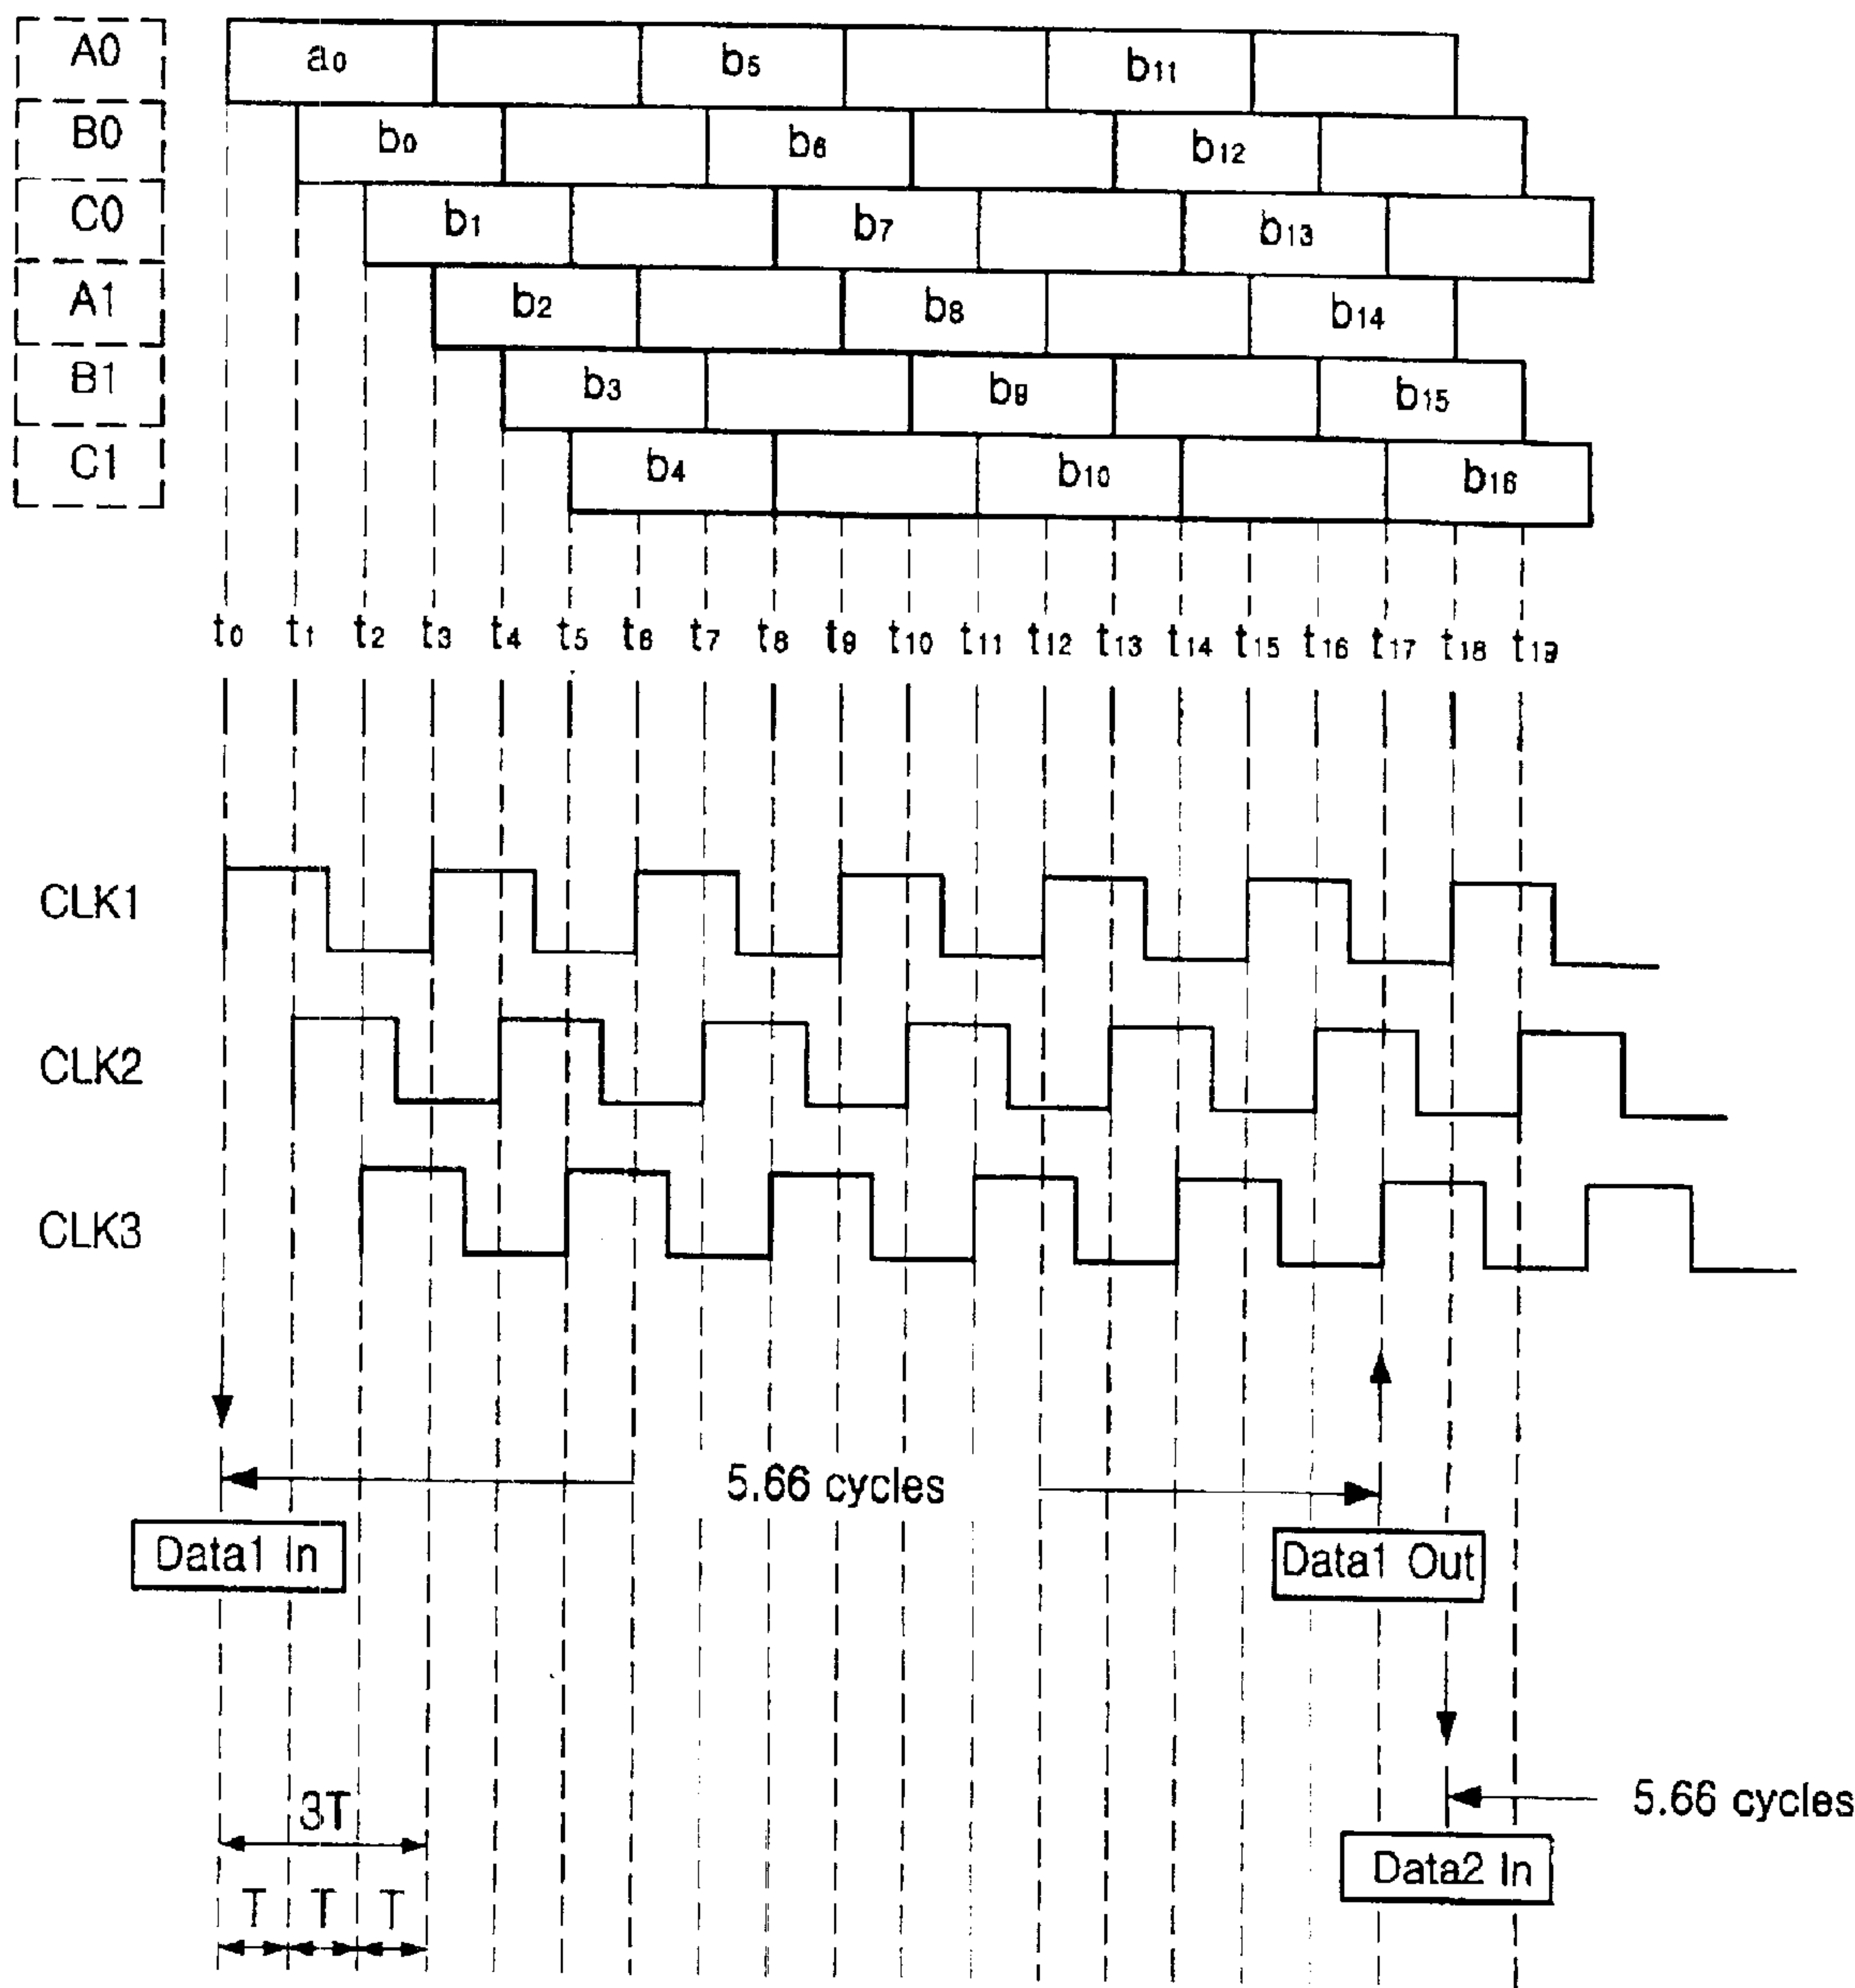 A0 a0 b5 b11
B0 b0 b6 b12
C0 b1 b7 b13
A1 b2 b8 b14
B1 b3 b9 b15
C1 b4 b10 b16
t0 t1 t2 t3 t4 t5 t6 t7 t8 t9 t10 t11 t12 t13 t14 t15 t16 t17 t18 t19
CLK1
CLK2
CLK3
5.66 cycles
Data1 In
Data1 Out
3T
5.66 cycles
Data2 In
T T T